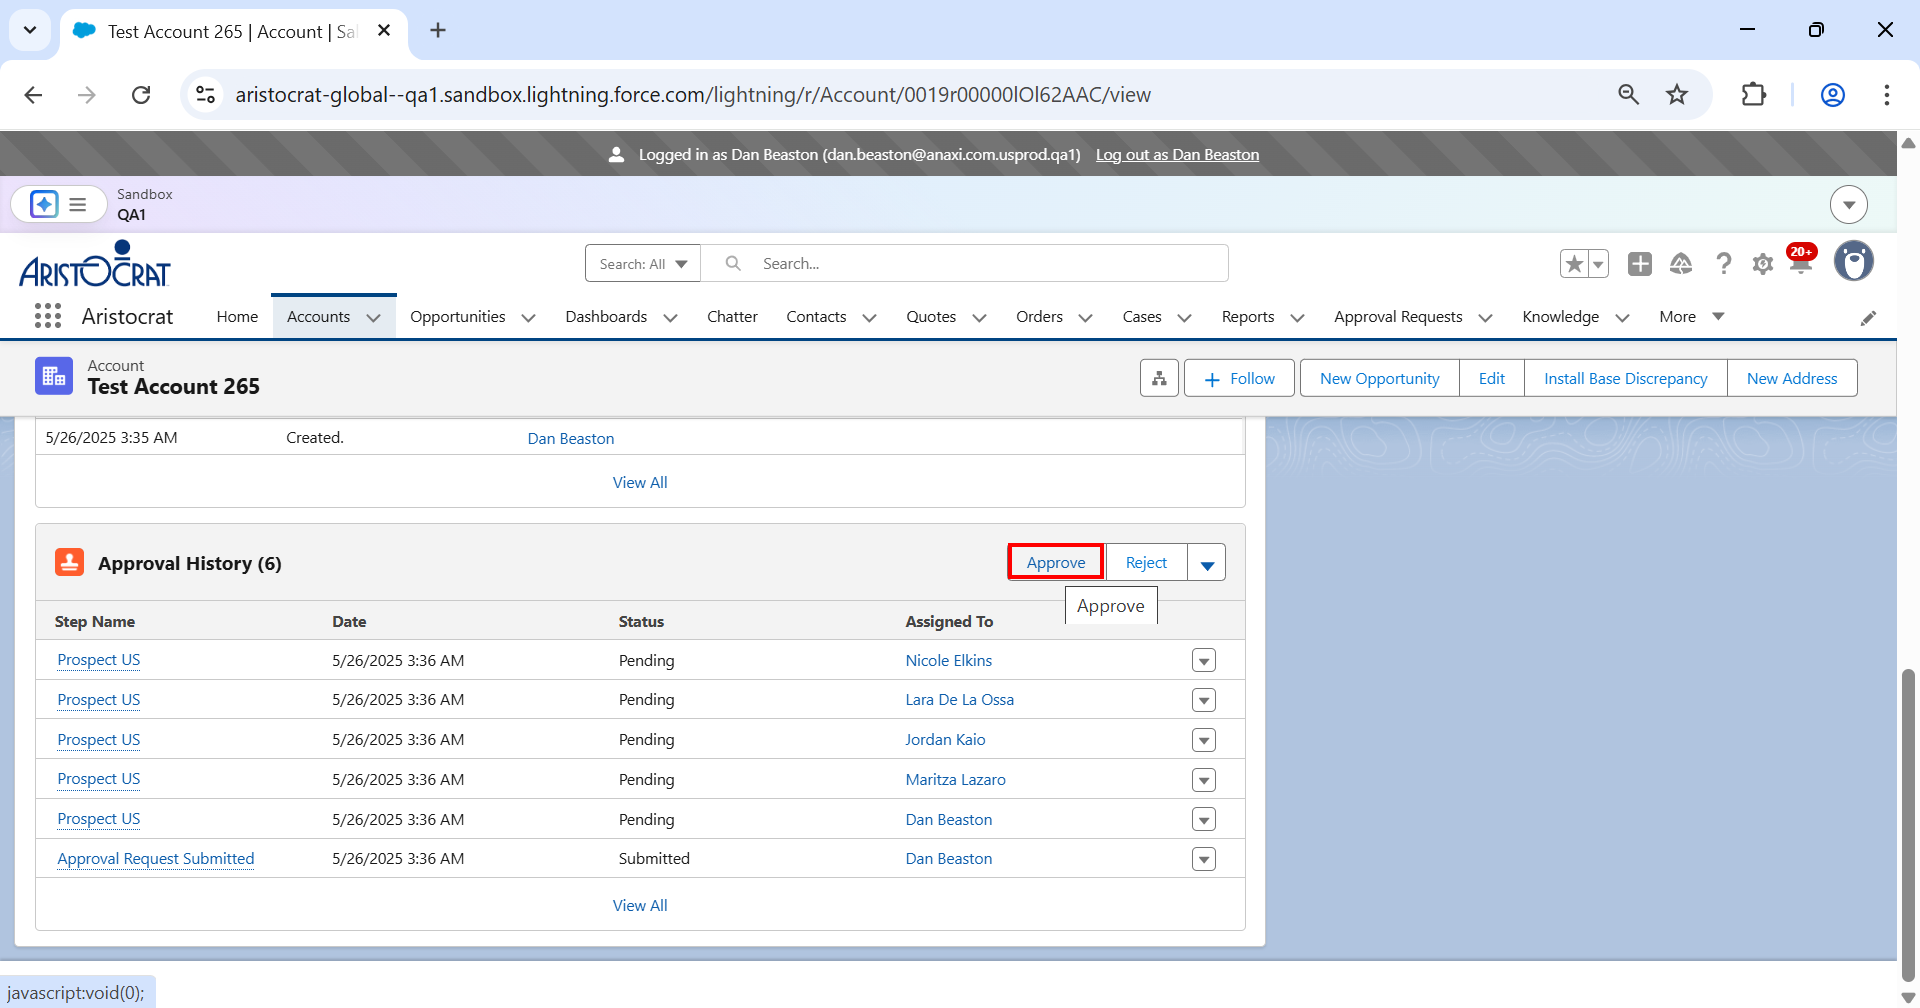 Test Account 265 | Account | Sa
aristocrat-global--qa1.sandbox.lightning.force.com/lightning/r/Account/0019r00000lOl62AAC/view
Logged in as Dan Beaston (dan.beaston@anaxi.com.usprod.qa1) Log out as Dan Beaston
Sandbox
QA1
ARISTOCRAT
Search: All
Search...
20+
Aristocrat
Home
Accounts
Opportunities
Dashboards
Chatter
Contacts
Quotes
Orders
Cases
Reports
Approval Requests
Knowledge
More
Account
Test Account 265
Follow
New Opportunity
Edit
Install Base Discrepancy
New Address
5/26/2025 3:35 AM Created. Dan Beaston
View All
Approval History (6)
Approve
Reject
Approve
Step Name Date Status Assigned To
Prospect US 5/26/2025 3:36 AM Pending Nicole Elkins
Prospect US 5/26/2025 3:36 AM Pending Lara De La Ossa
Prospect US 5/26/2025 3:36 AM Pending Jordan Kaio
Prospect US 5/26/2025 3:36 AM Pending Maritza Lazaro
Prospect US 5/26/2025 3:36 AM Pending Dan Beaston
Approval Request Submitted 5/26/2025 3:36 AM Submitted Dan Beaston
View All
javascript:void(0);